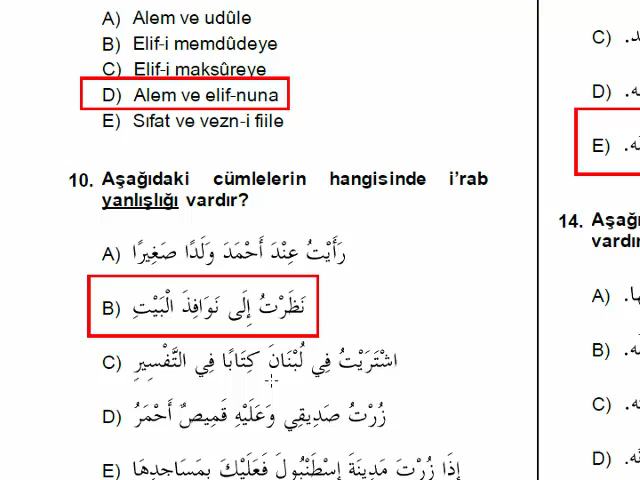 A) Alem ve udûle
B) Elif-i memdûdeye
C) Elif-i maksûreye
D) Alem ve elif-nuna
E) Sıfat ve vezn-i fiile
10. Aşağıdaki cümlelerin hangisinde i’rab
yanlışlığı vardır?
A) رَأَيْتُ عِنْدَ أَحْمَدَ وَلَدًا صَغِيرًا
B) نَظَرْتُ إِلَى نَوَافِذَ الْبَيْتِ
C) اشْتَرَيْتُ فِي لُبْنَانَ كِتَابًا فِي التَّفْسِيرِ
D) زُرْتُ صَدِيقِي وَعَلَيْهِ قَمِيصٌ أَحْمَرُ
E) إِذَا زُرْتَ مَدِينَةَ إِسْطَنْبُولَ فَعَلَيْكَ بِمَسَاجِدِهَا
C)
D)
E)
14.
A)
B)
C)
D)